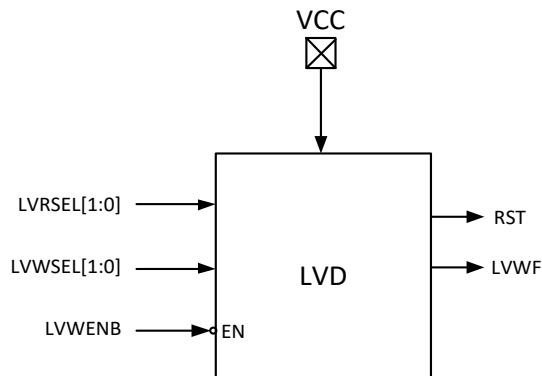 VCC
LVRSEL[1:0]
RST
LVWSEL[1:0]
LVD
LVWF
LVWENB
EN